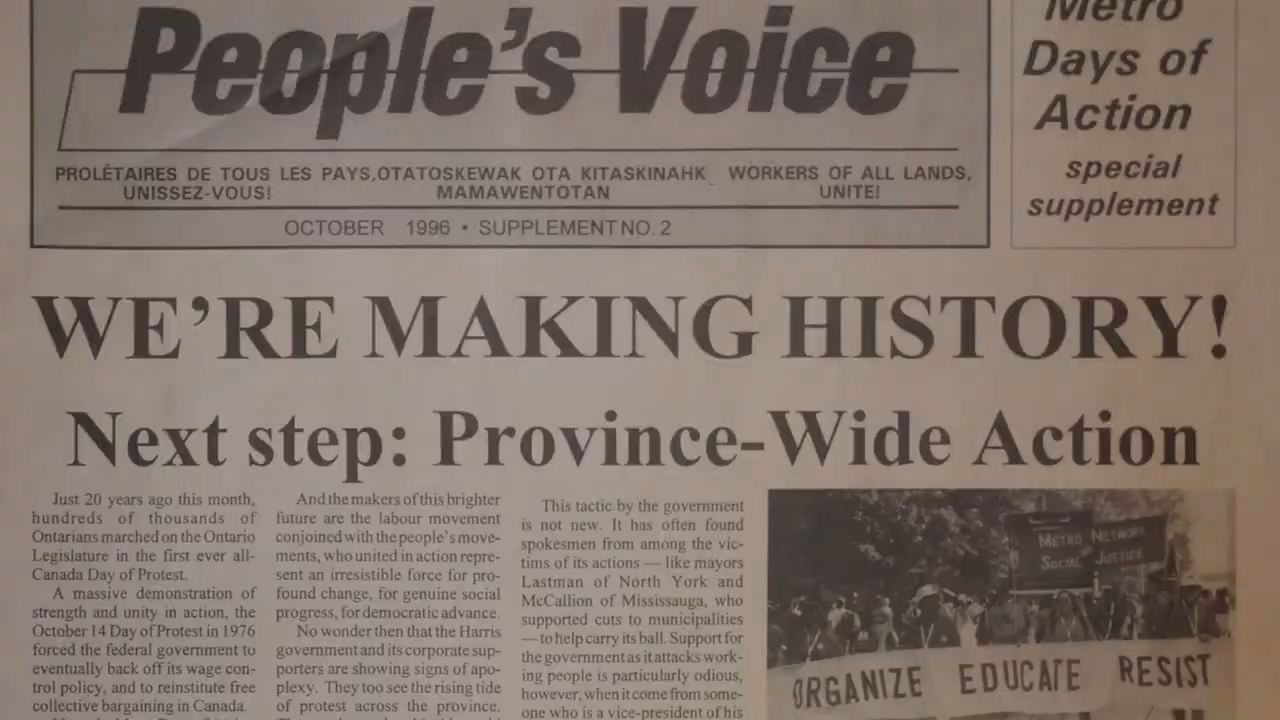 People's Voice
PROLÉTAIRES DE TOUS LES PAYS,
UNISSEZ-VOUS!
OTATOSKEWAK OTA KITASKINAHK
MAMAWENTOTAN
WORKERS OF ALL LANDS,
UNITE!
OCTOBER 1996 • SUPPLEMENT NO. 2
Metro
Days of
Action
special
supplement
WE'RE MAKING HISTORY!
Next step: Province-Wide Action
Just 20 years ago this month,
hundreds of thousands of
Ontarians marched on the Ontario
Legislature in the first ever all-
Canada Day of Protest.
A massive demonstration of
strength and unity in action, the
October 14 Day of Protest in 1976
forced the federal government to
eventually back off its wage con-
trol policy, and to reinstitute free
collective bargaining in Canada.
And the makers of this brighter
future are the labour movement
conjoined with the people's move-
ments, who united in action repre-
sent an irresistible force for pro-
found change, for genuine social
progress, for democratic advance.
No wonder then that the Harris
government and its corporate sup-
porters are showing signs of apo-
plexy. They too see the rising tide
of protest across the province.
This tactic by the government
is not new. It has often found
spokesmen from among the vic-
tims of its actions — like mayors
Lastman of North York and
McCallion of Mississauga, who
supported cuts to municipalities
— to help carry its ball. Support for
the government as it attacks work-
ing people is particularly odious,
however, when it come from some-
one who is a vice-president of his
METRO NETWORK
SOCIAL JUSTICE
ORGANIZE EDUCATE RESIST